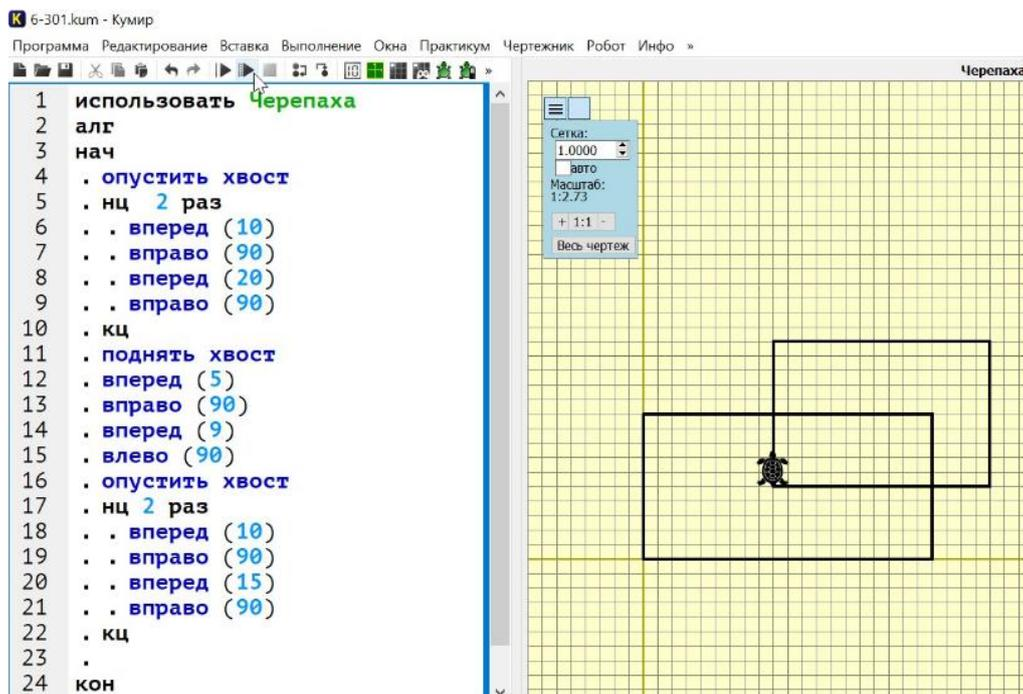 K 6-301.kum - Кумир
Программа Редактирование Вставка Выполнение Окна Практикум Чертежник Робот Инфо »
»
Черепаха
1 использовать Черепаха
2 алг
3 нач
4 . опустить хвост
5 . нц 2 раз
6 . . вперед (10)
7 . . вправо (90)
8 . . вперед (20)
9 . . вправо (90)
10 . кц
11 . поднять хвост
12 . вперед (5)
13 . вправо (90)
14 . вперед (9)
15 . влево (90)
16 . опустить хвост
17 . нц 2 раз
18 . . вперед (10)
19 . . вправо (90)
20 . . вперед (15)
21 . . вправо (90)
22 . кц
23 .
24 кон
Сетка:
1.0000
авто
Масштаб:
1:2.73
+ 1:1 -
Весь чертеж